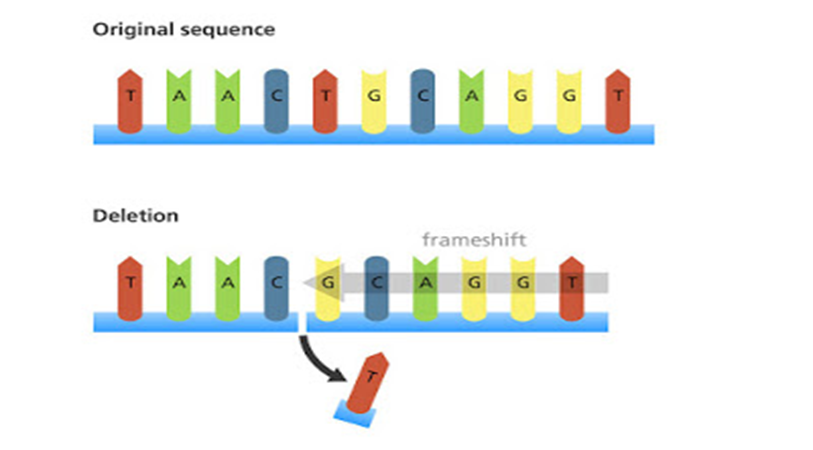 Original sequence
T A A C T G C A G G T
Deletion
frameshift
T A A C G C A G G T
T